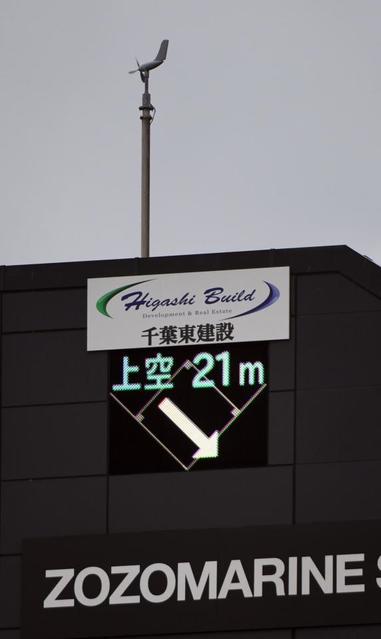 Higashi Build
Development & Real Estate
千葉東建設
上空 21m
ZOZOMARINE S